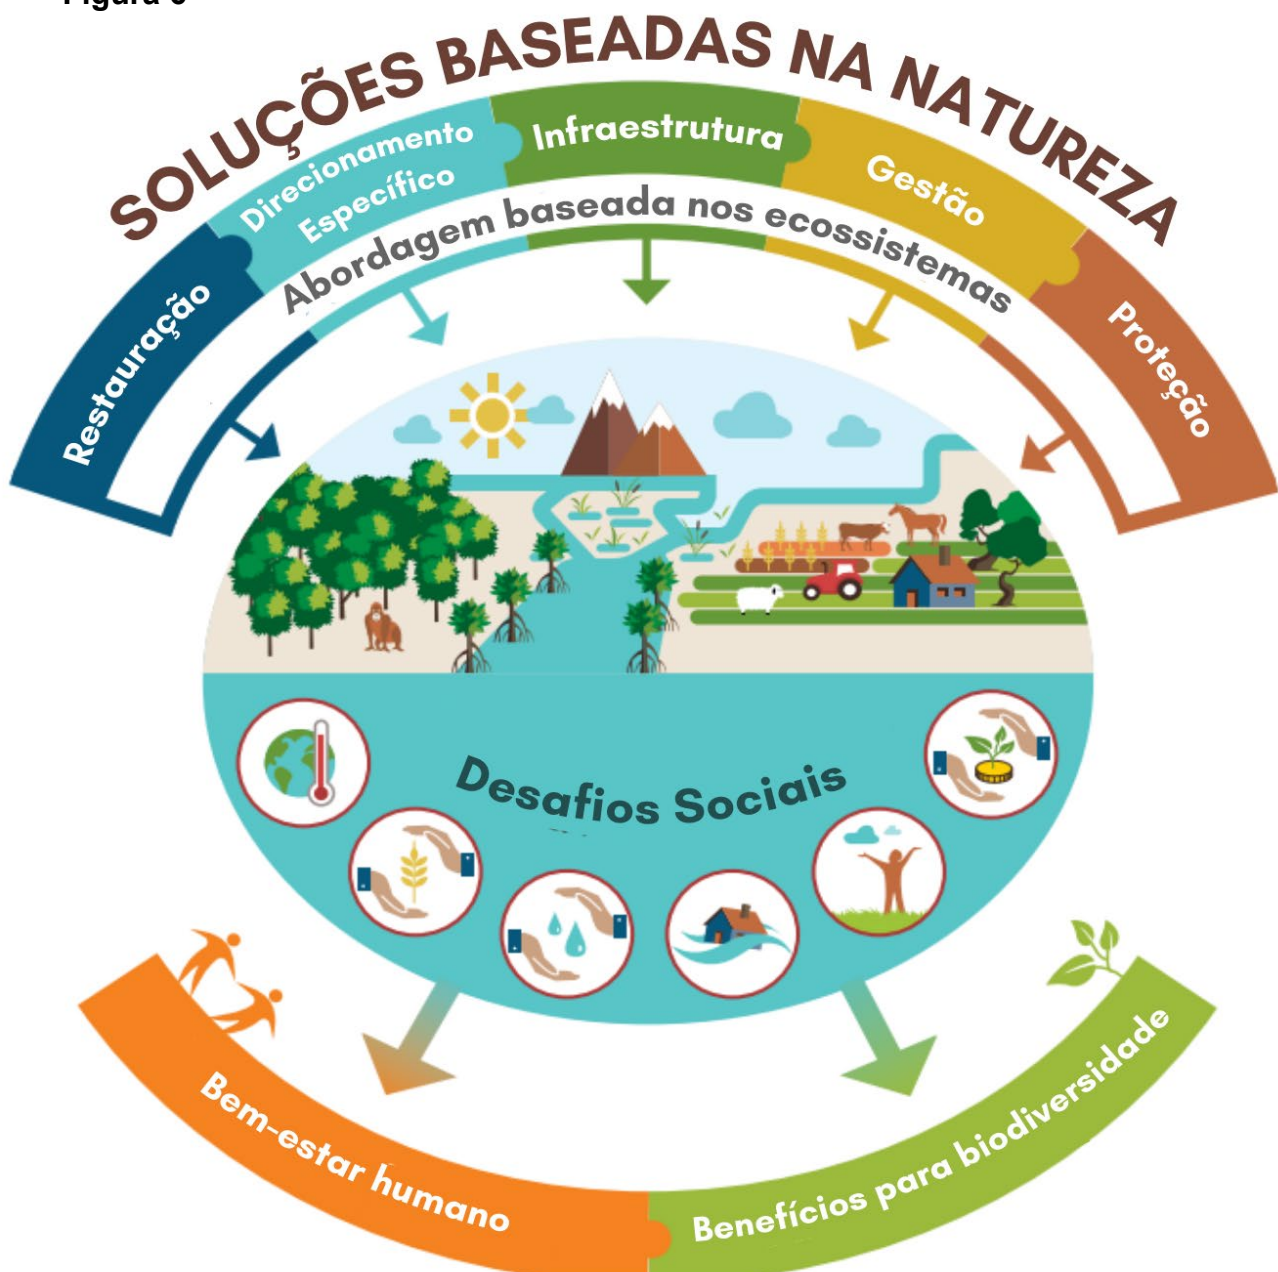 SOLUÇÕES BASEADAS NA NATUREZA
Restauração
Direcionamento
Específico
Infraestrutura
Gestão
Proteção
Abordagem baseada nos ecossistemas
Desafios Sociais
Bem-estar humano
Benefícios para biodiversidade